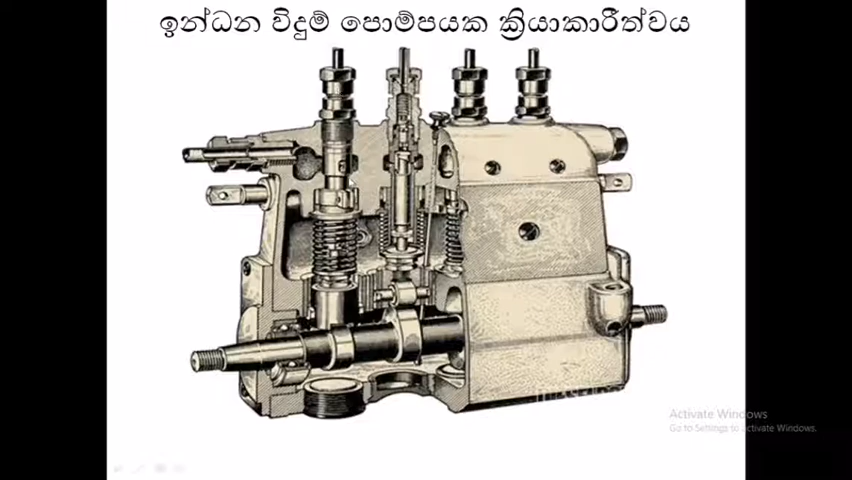 ඉන්ධන විදුම් පොම්පයක ක්‍රියාකාරීත්වය
Activate Windows
Go to Settings to activate Windows.